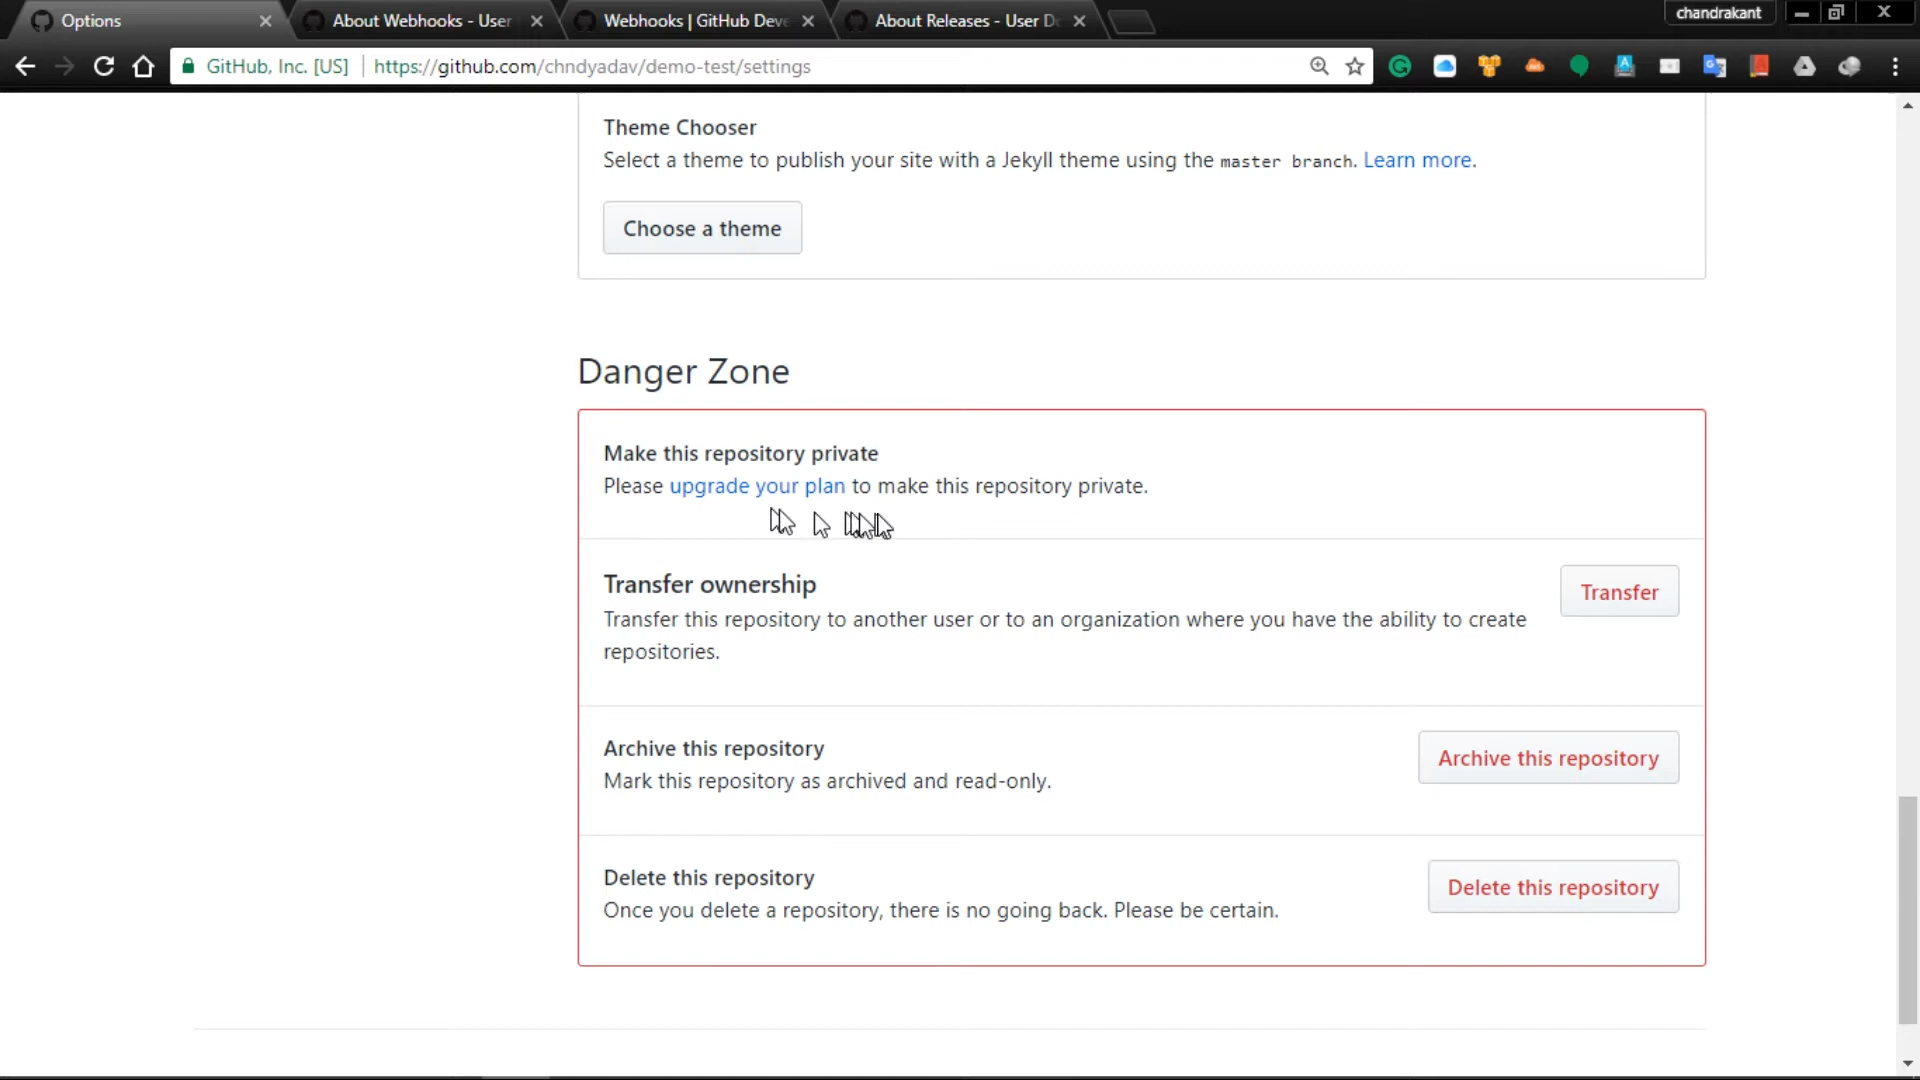 Options
About Webhooks - User
Webhooks | GitHub Deve
About Releases - User D
chandrakant
GitHub, Inc. [US]
https://github.com/chndyadav/demo-test/settings
Theme Chooser
Select a theme to publish your site with a Jekyll theme using the master branch. Learn more.
Choose a theme
Danger Zone
Make this repository private
Please upgrade your plan to make this repository private.
Transfer ownership
Transfer this repository to another user or to an organization where you have the ability to create
repositories.
Transfer
Archive this repository
Mark this repository as archived and read-only.
Archive this repository
Delete this repository
Once you delete a repository, there is no going back. Please be certain.
Delete this repository